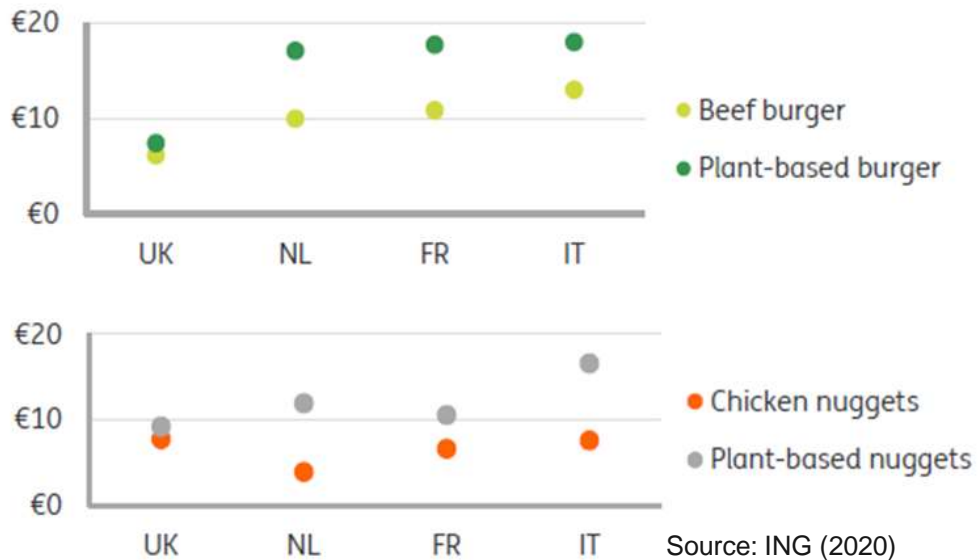 €20
€10
€0
UK NL FR IT
Beef burger
Plant-based burger
€20
€10
€0
UK NL FR IT
Chicken nuggets
Plant-based nuggets
Source: ING (2020)